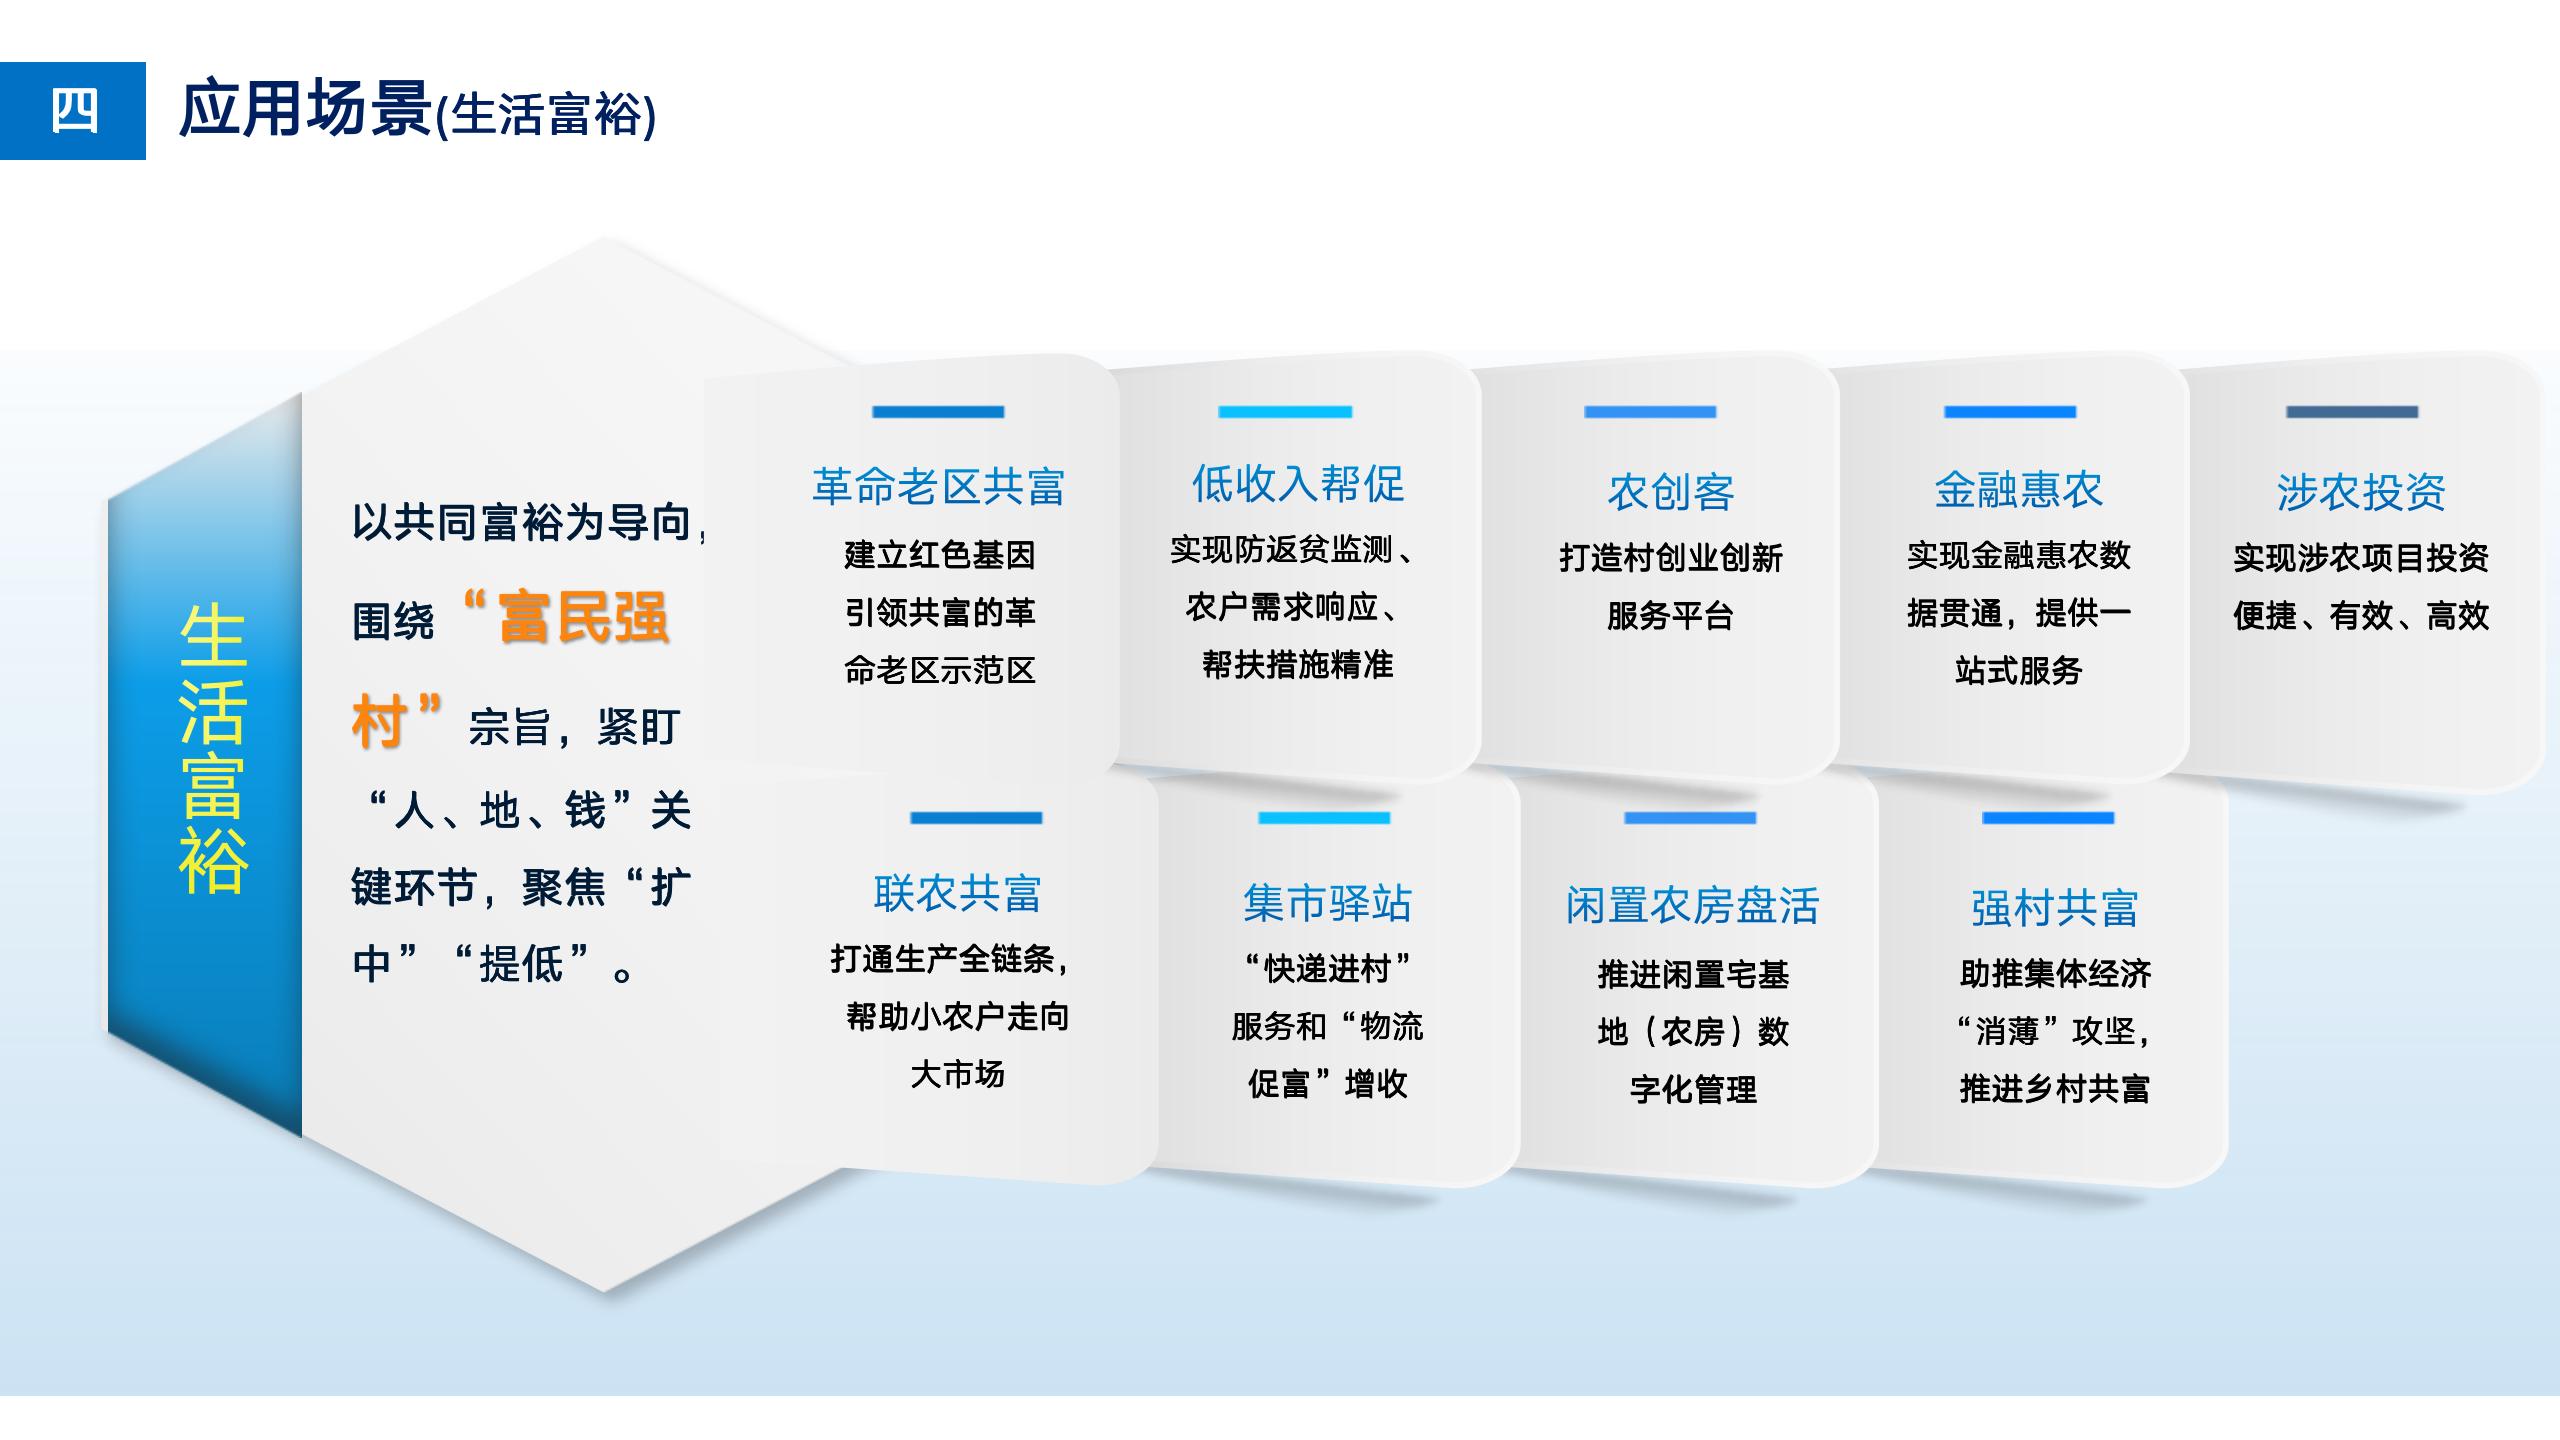 四
应用场景(生活富裕)
生活富裕
以共同富裕为导向，
围绕“富民强
村”宗旨，紧盯
“人、地、钱”关
键环节，聚焦“扩
中”“提低”。
革命老区共富
建立红色基因
引领共富的革
命老区示范区
低收入帮促
实现防返贫监测、
农户需求响应、
帮扶措施精准
农创客
打造村创业创新
服务平台
金融惠农
实现金融惠农数
据贯通，提供一
站式服务
涉农投资
实现涉农项目投资
便捷、有效、高效
联农共富
打通生产全链条，
帮助小农户走向
大市场
集市驿站
“快递进村”
服务和“物流
促富”增收
闲置农房盘活
推进闲置宅基
地（农房）数
字化管理
强村共富
助推集体经济
“消薄”攻坚，
推进乡村共富